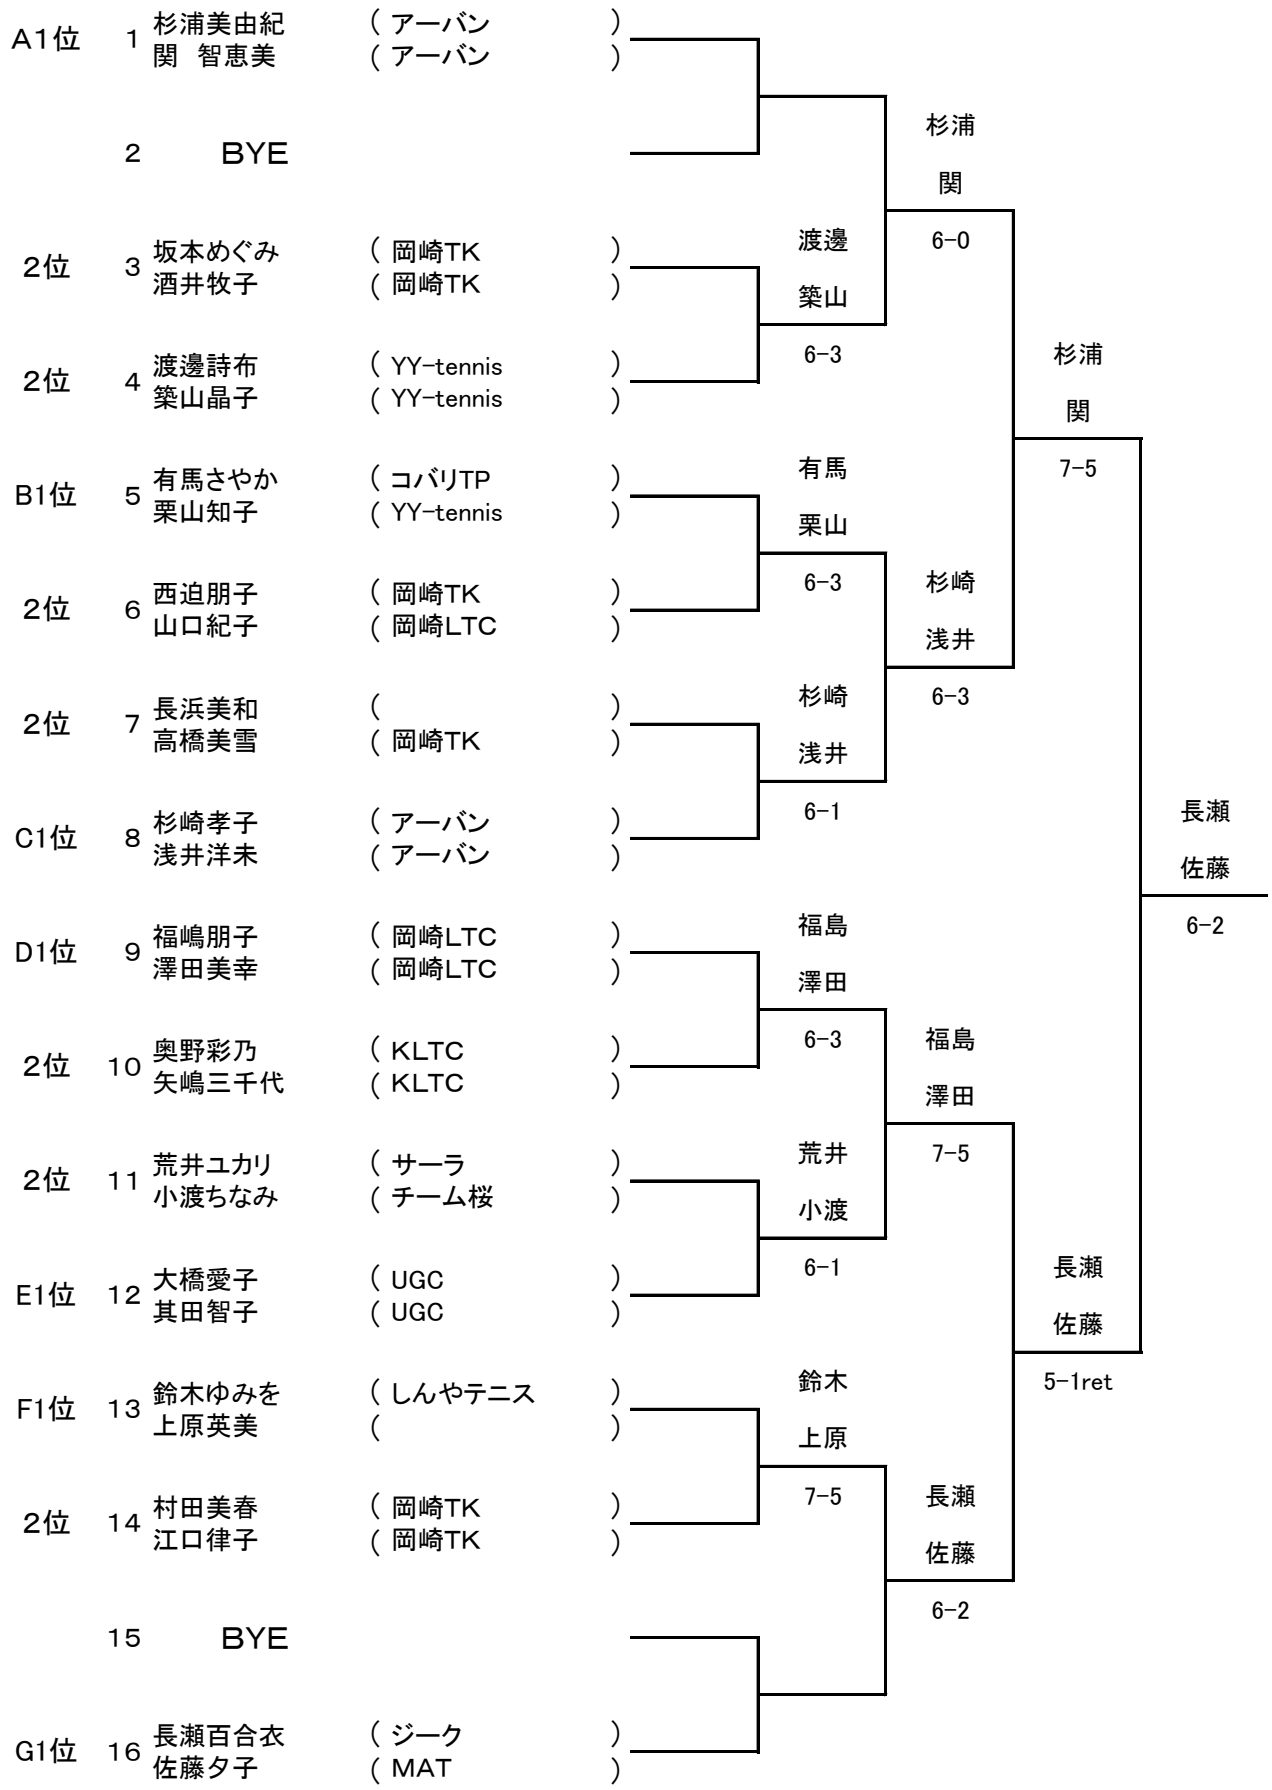 A1位 1 杉浦美由紀 ( アーバン )
関 智恵美 ( アーバン )
2 BYE
2位 3 坂本めぐみ ( 岡崎TK )
酒井牧子 ( 岡崎TK )
2位 4 渡邊詩布 ( YY-tennis )
築山晶子 ( YY-tennis )
B1位 5 有馬さやか ( コバリTP )
栗山知子 ( YY-tennis )
2位 6 西迫朋子 ( 岡崎TK )
山口紀子 ( 岡崎LTC )
2位 7 長浜美和 ( )
高橋美雪 ( 岡崎TK )
C1位 8 杉崎孝子 ( アーバン )
浅井洋未 ( アーバン )
D1位 9 福嶋朋子 ( 岡崎LTC )
澤田美幸 ( 岡崎LTC )
2位 10 奥野彩乃 ( KLTC )
矢嶋三千代 ( KLTC )
2位 11 荒井ユカリ ( サーラ )
小渡ちなみ ( チーム桜 )
E1位 12 大橋愛子 ( UGC )
其田智子 ( UGC )
F1位 13 鈴木ゆみを ( しんやテニス )
上原英美 ( )
2位 14 村田美春 ( 岡崎TK )
江口律子 ( 岡崎TK )
15 BYE
G1位 16 長瀬百合衣 ( ジーク )
佐藤夕子 ( MAT )
渡邊
築山
6-3
有馬
栗山
6-3
杉崎
浅井
6-1
福島
澤田
6-3
荒井
小渡
6-1
鈴木
上原
7-5
杉浦
関
6-0
杉崎
浅井
6-3
福島
澤田
7-5
長瀬
佐藤
6-2
杉浦
関
7-5
長瀬
佐藤
5-1ret
長瀬
佐藤
6-2